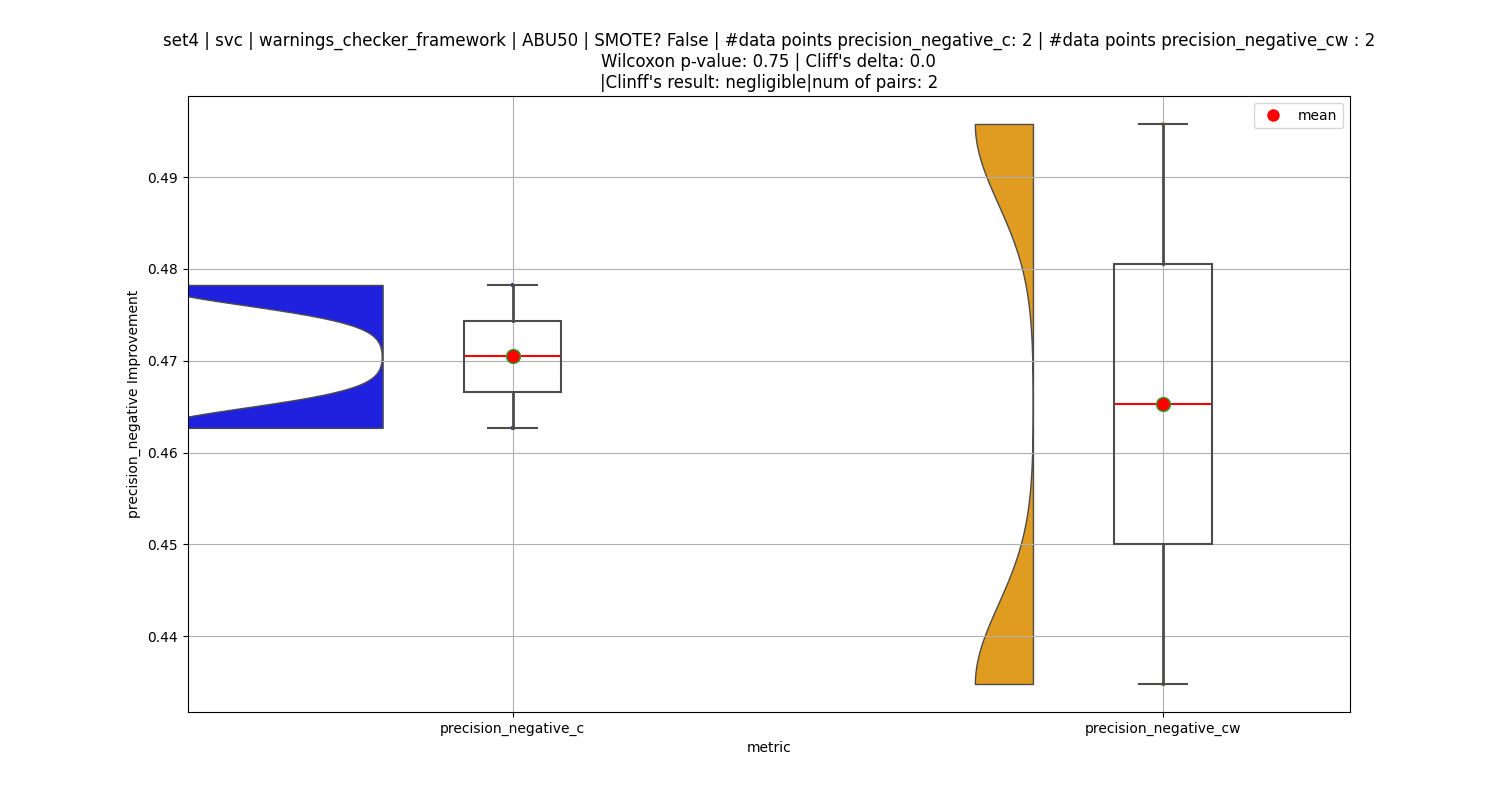 set4 | svc | warnings_checker_framework | ABU50 | SMOTE? False | #data points precision_negative_c: 2 | #data points precision_negative_cw : 2
Wilcoxon p-value: 0.75 | Cliff's delta: 0.0
|Clinff's result: negligible|num of pairs: 2
mean
0.49
0.48
0.47
0.46
0.45
0.44
precision_negative Improvement
precision_negative_c
precision_negative_cw
metric